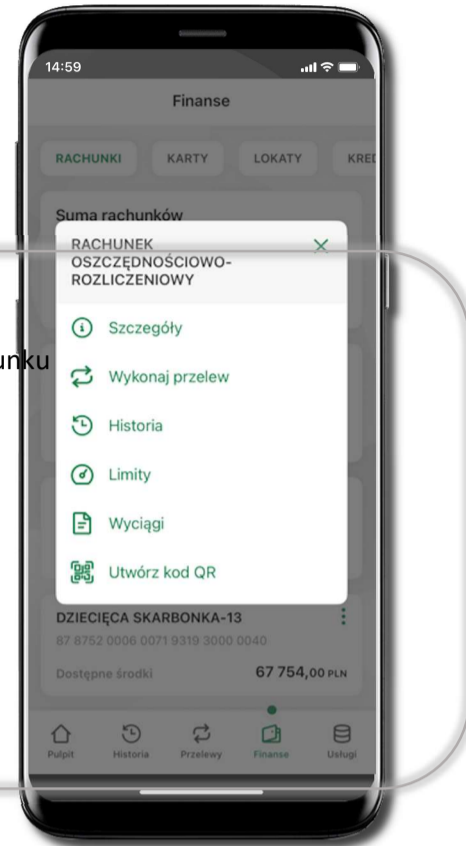 14:59
Finanse
RACHUNKI KARTY LOKATY KRED
Suma rachunków
RACHUNEK
OSZCZĘDNOŚCIOWO-
ROZLICZENIOWY
Szczegóły
unku
Wykonaj przelew
Historia
Limity
Wyciągi
Utwórz kod QR
DZIECIĘCA SKARBONKA-13
87 8752 0006 0071 9319 3000 0040
Dostępne środki 67 754,00 PLN
Pulpit Historia Przelewy Finanse Usługi